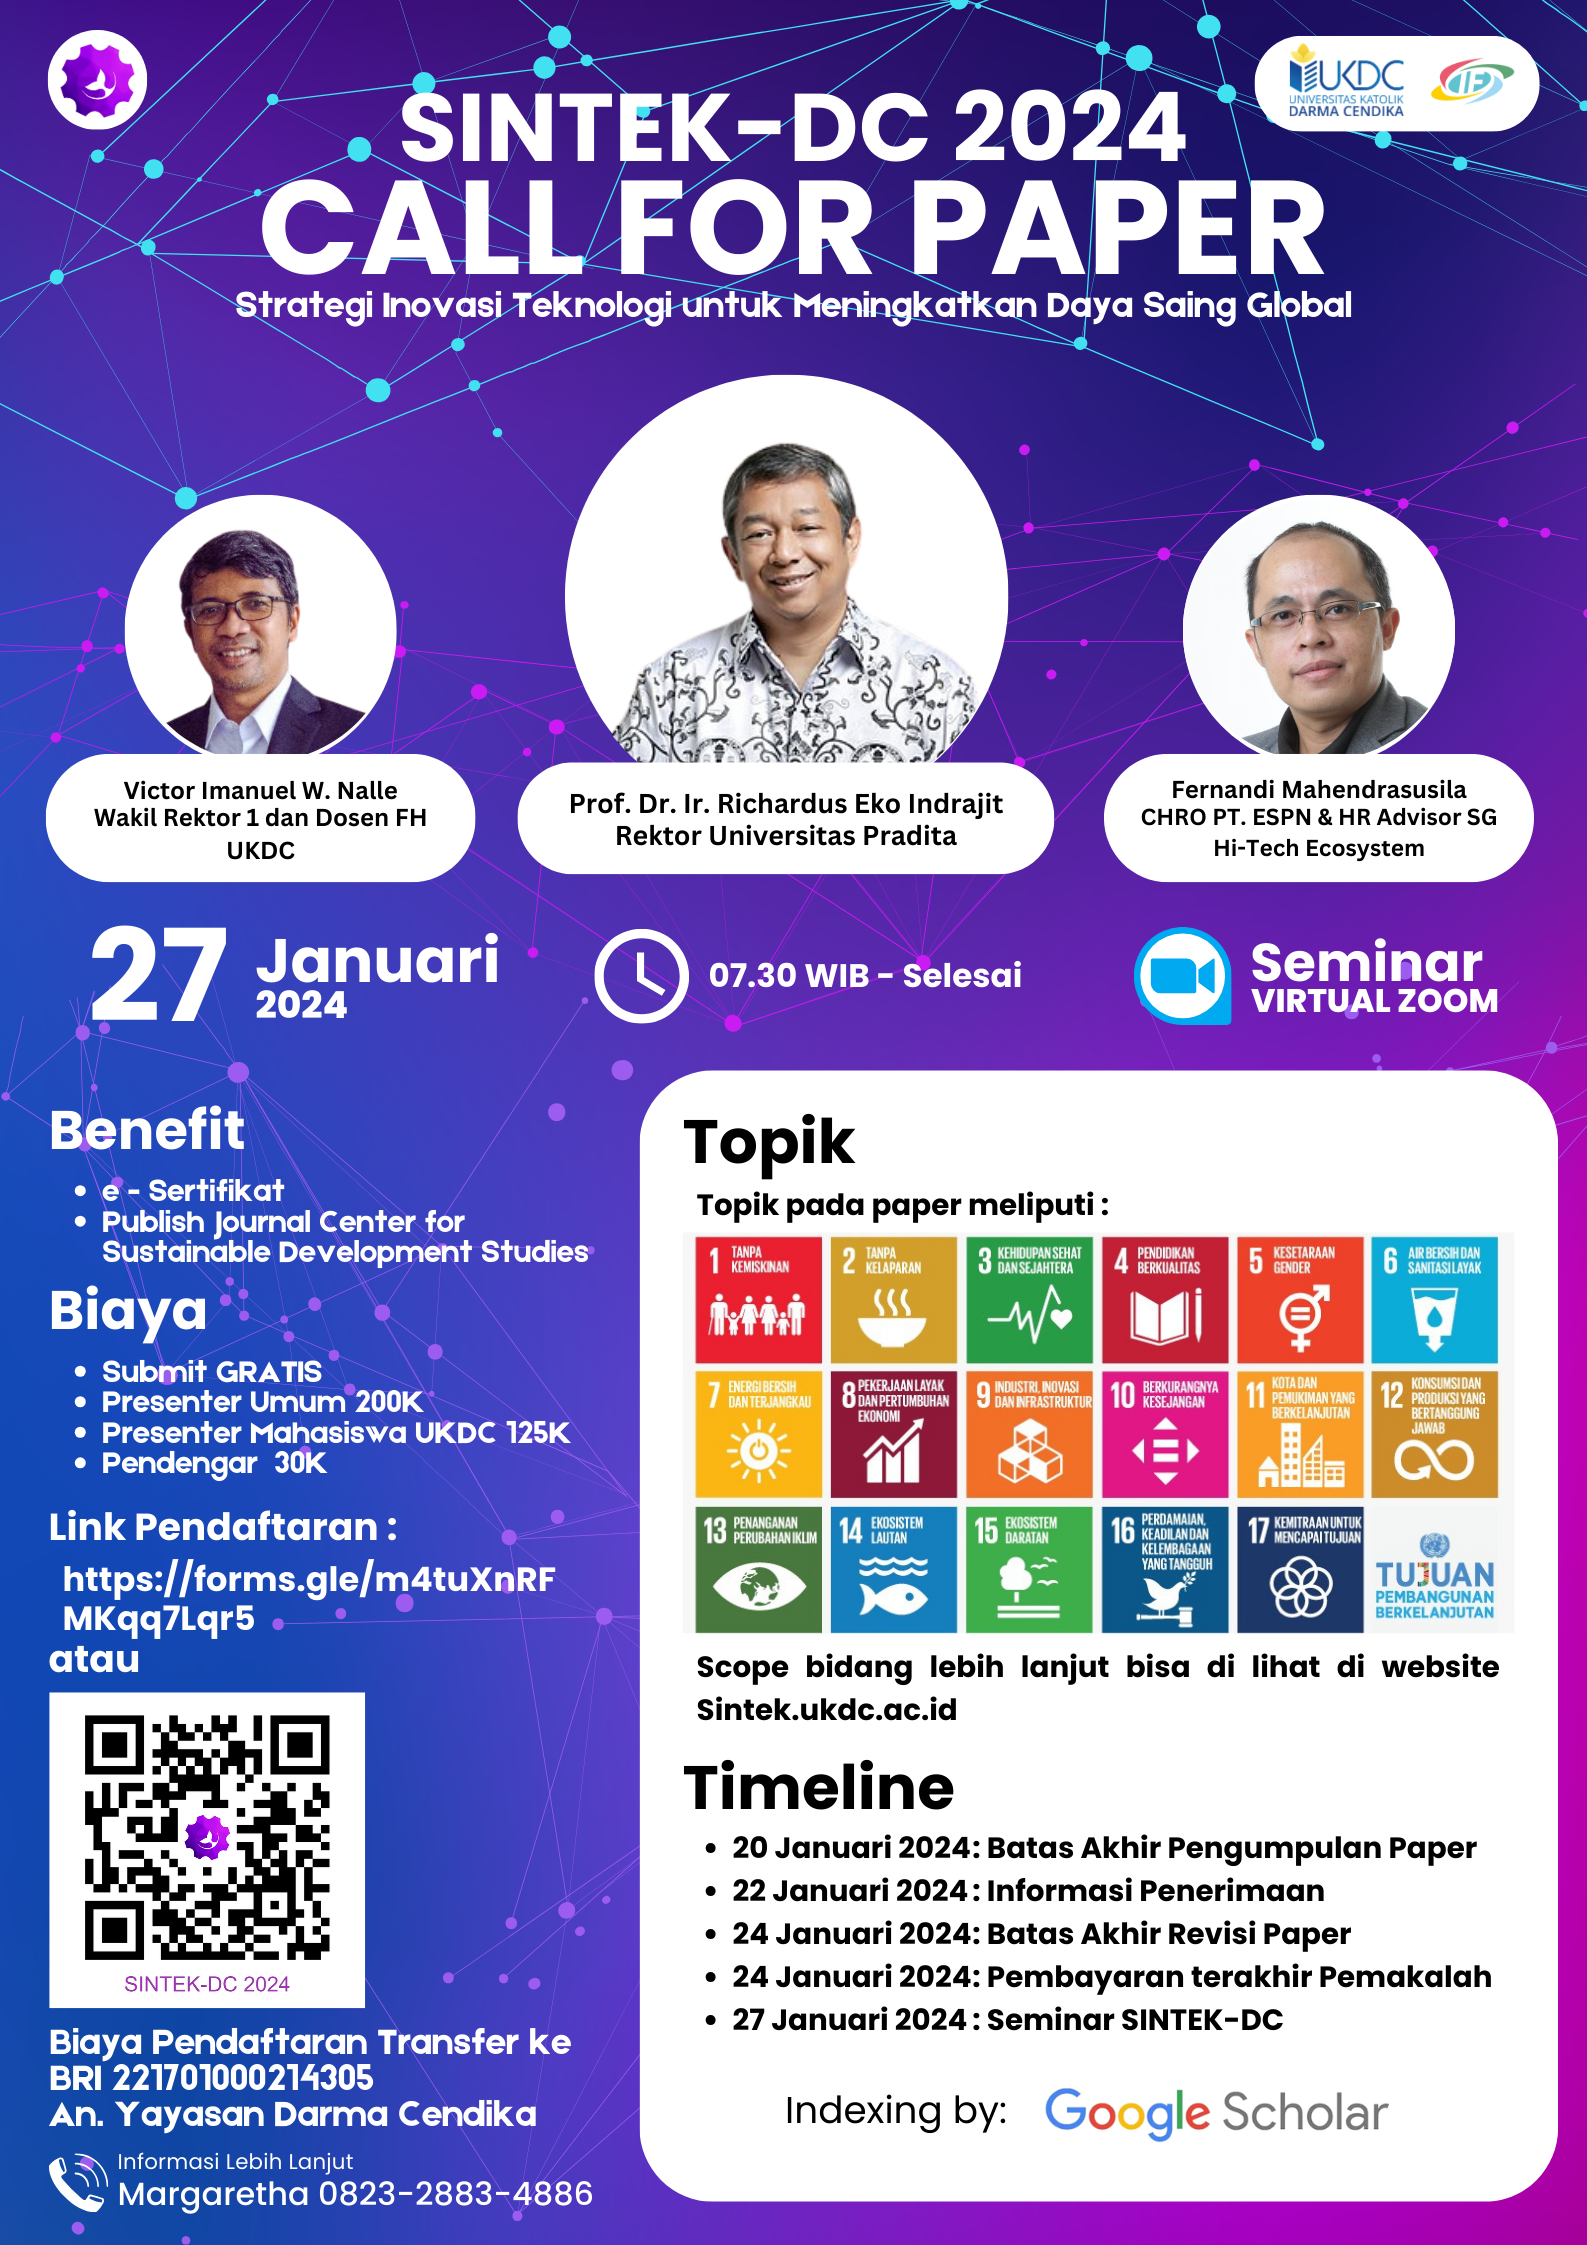 UKDC
UNIVERSITAS KATOLIK
DARMA CENDIKA
IF
SINTEK-DC 2024
CALL FOR PAPER
Strategi Inovasi Teknologi untuk Meningkatkan Daya Saing Global
Victor Imanuel W. Nalle
Wakil Rektor 1 dan Dosen FH
UKDC
Prof. Dr. Ir. Richardus Eko Indrajit
Rektor Universitas Pradita
Fernandi Mahendrasusila
CHRO PT. ESPN & HR Advisor SG
Hi-Tech Ecosystem
27 Januari
2024
07.30 WIB - Selesai
Seminar
VIRTUAL ZOOM
Benefit
• e - Sertifikat
• Publish Journal Center for
Sustainable Development Studies
Biaya
• Submit GRATIS
• Presenter Umum 200K
• Presenter Mahasiswa UKDC 125K
• Pendengar 30K
Link Pendaftaran :
https://forms.gle/m4tuXnRF
MKqq7Lqr5
atau
SINTEK-DC 2024
Biaya Pendaftaran Transfer ke
BRI 221701000214305
An. Yayasan Darma Cendika
Informasi Lebih Lanjut
Margaretha 0823-2883-4886
Topik
Topik pada paper meliputi :
1 TANPA
KEMISKINAN
2 TANPA
KELAPARAN
3 KEHIDUPAN SEHAT
DAN SEJAHTERA
4 PENDIDIKAN
BERKUALITAS
5 KESETARAAN
GENDER
6 AIR BERSIH DAN
SANITASI LAYAK
7 ENERGI BERSIH
DAN TERJANGKAU
8 PEKERJAAN LAYAK
DAN PERTUMBUHAN
EKONOMI
9 INDUSTRI, INOVASI
DAN INFRASTRUKTUR
10 BERKURANGNYA
KESEJANGAN
11 KOTA DAN
PEMUKIMAN YANG
BERKELANJUTAN
12 KONSUMSI DAN
PRODUKSI YANG
BERTANGGUNG
JAWAB
13 PENANGANAN
PERUBAHAN IKLIM
14 EKOSISTEM
LAUTAN
15 EKOSISTEM
DARATAN
16 PERDAMAIAN,
KEADILAN DAN
KELEMBAGAAN
YANG TANGGUH
17 KEMITRAAN UNTUK
MENCAPAI TUJUAN
TUJUAN
PEMBANGUNAN
BERKELANJUTAN
Scope bidang lebih lanjut bisa di lihat di website
Sintek.ukdc.ac.id
Timeline
• 20 Januari 2024: Batas Akhir Pengumpulan Paper
• 22 Januari 2024 : Informasi Penerimaan
• 24 Januari 2024: Batas Akhir Revisi Paper
• 24 Januari 2024: Pembayaran terakhir Pemakalah
• 27 Januari 2024 : Seminar SINTEK-DC
Indexing by: Google Scholar